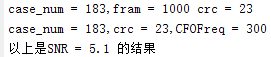 case_num = 183,fram = 1000 crc = 23
case_num = 183,crc = 23,CFOFreq = 300
以上是SNR = 5.1 的结果